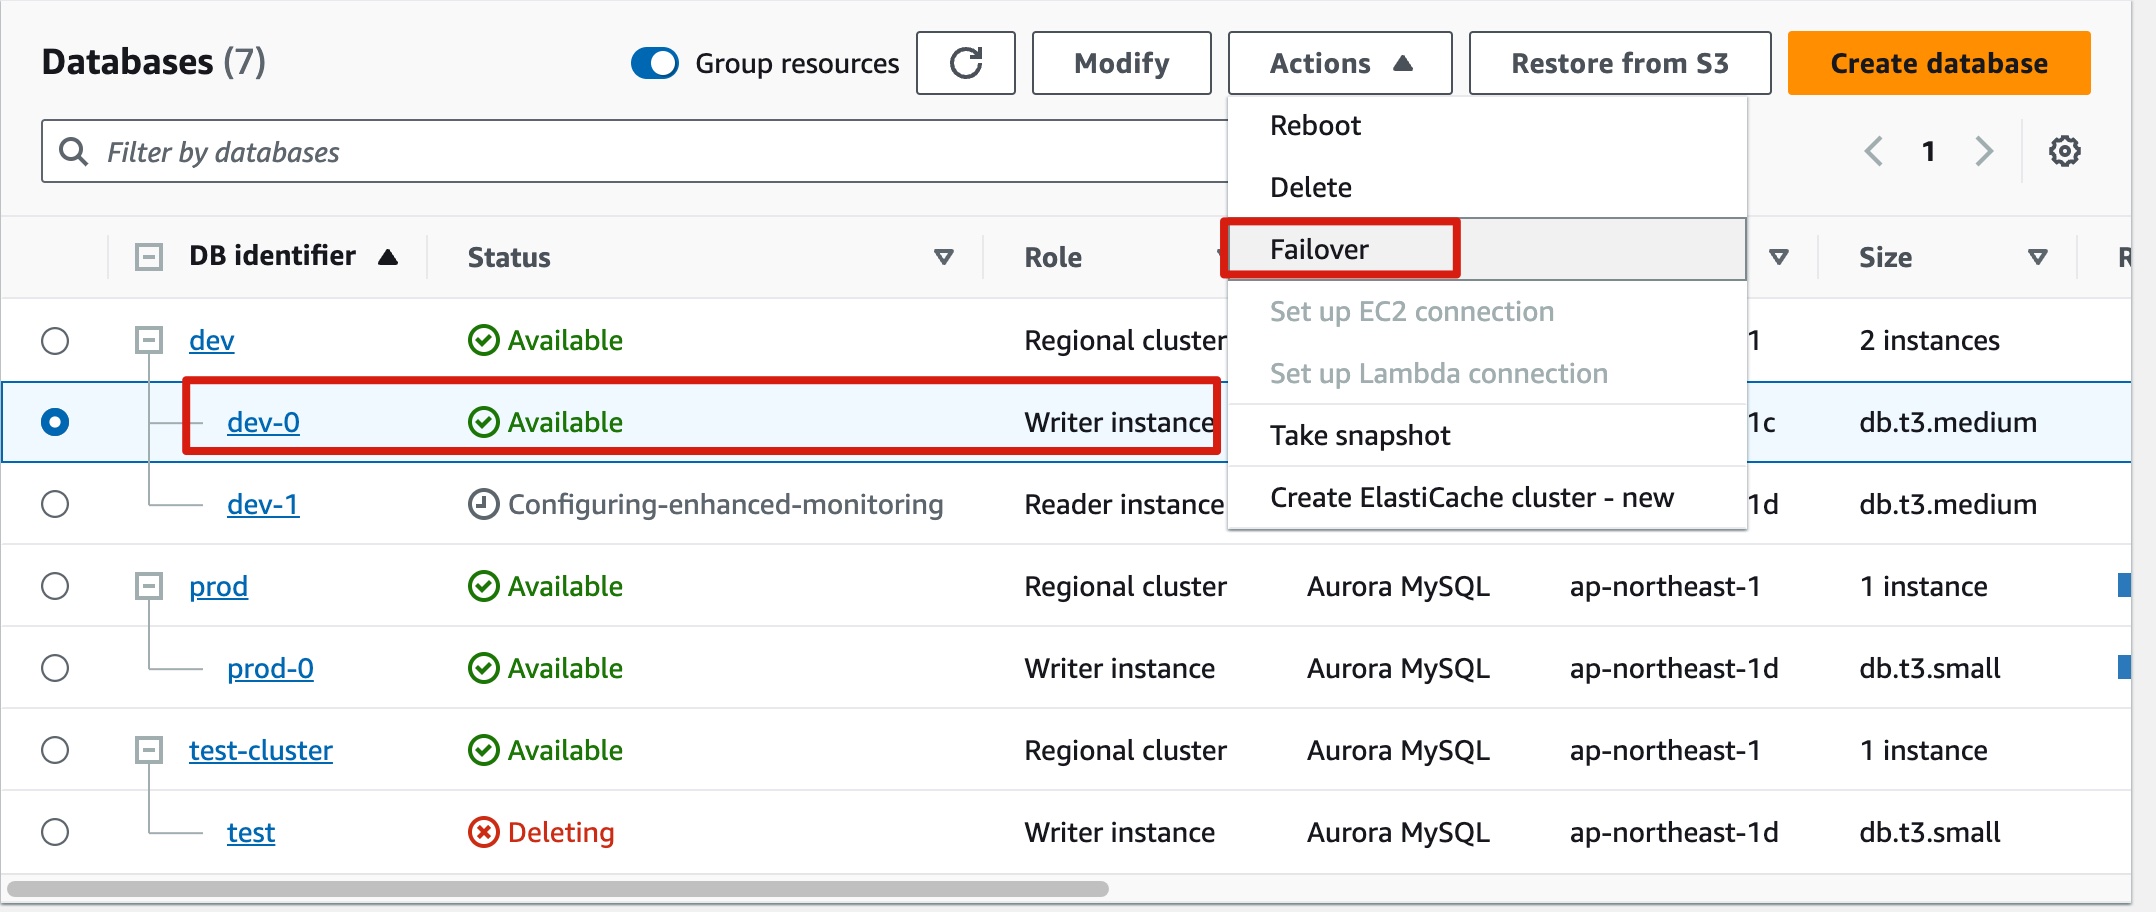 Databases (7) Group resources Modify Actions Restore from S3 Create database
Filter by databases 1
Reboot
Delete
Failover
Set up EC2 connection
Set up Lambda connection
Take snapshot
Create ElastiCache cluster - new
DB identifier Status Role Size
dev Available Regional cluster 1 2 instances
dev-0 Available Writer instance 1c db.t3.medium
dev-1 Configuring-enhanced-monitoring Reader instance 1d db.t3.medium
prod Available Regional cluster Aurora MySQL ap-northeast-1 1 instance
prod-0 Available Writer instance Aurora MySQL ap-northeast-1d db.t3.small
test-cluster Available Regional cluster Aurora MySQL ap-northeast-1 1 instance
test Deleting Writer instance Aurora MySQL ap-northeast-1d db.t3.small